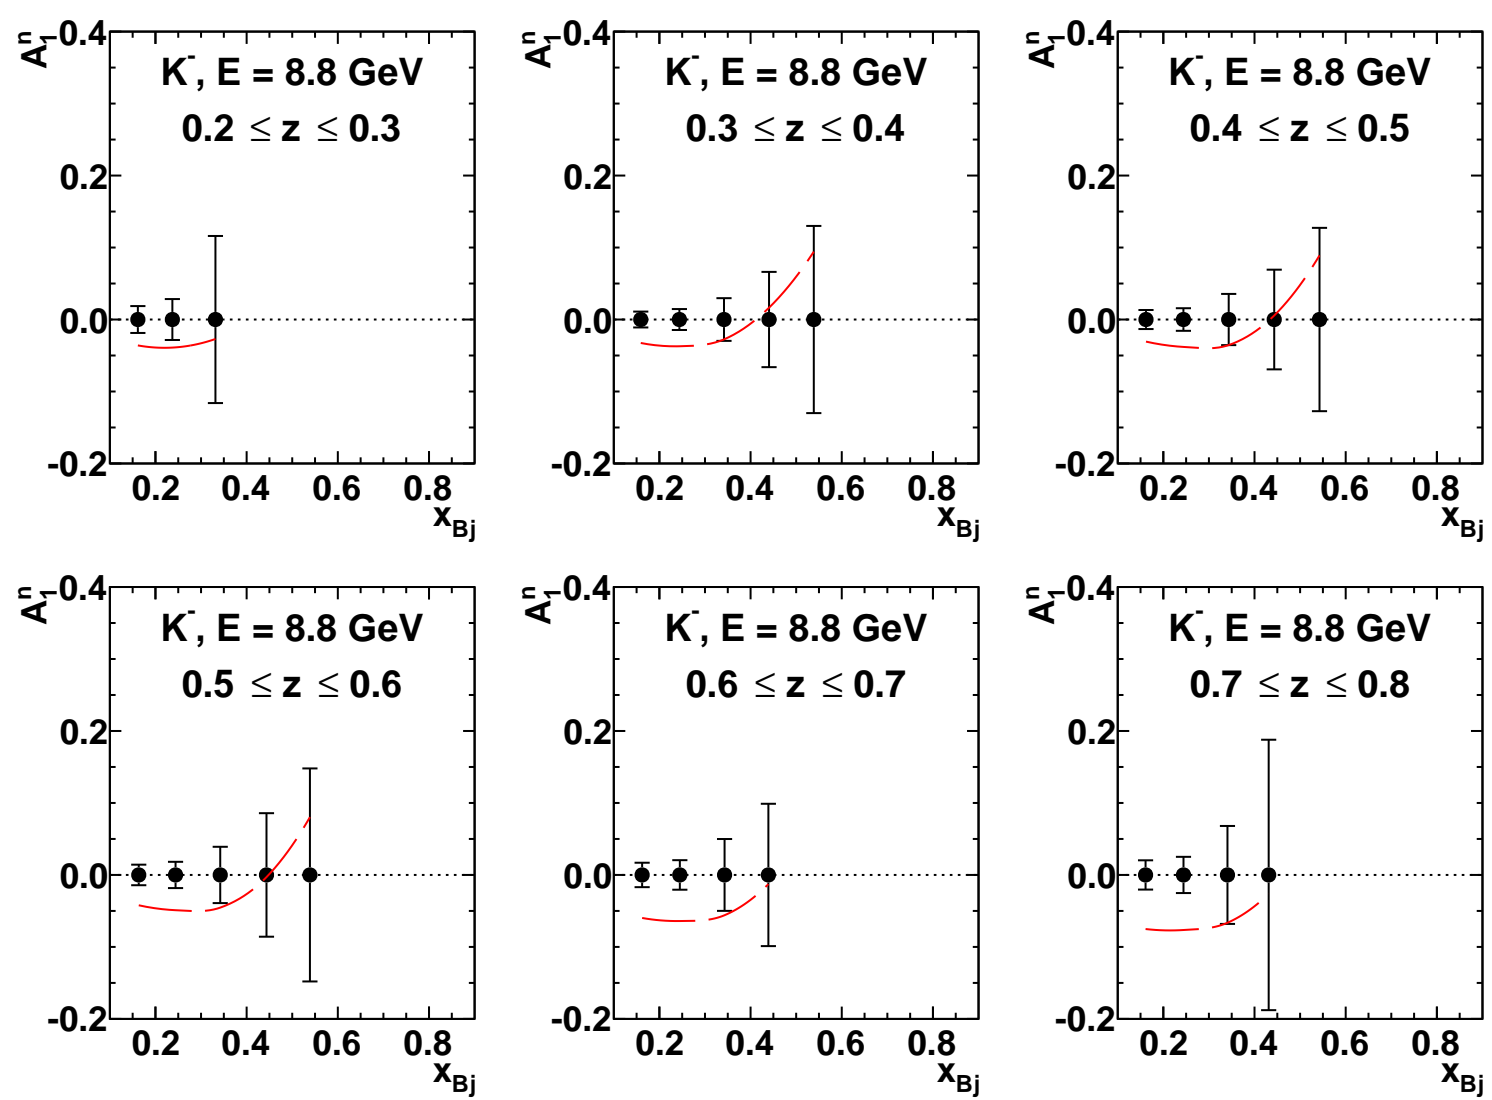 A₁ⁿ
0.4
0.2
0.0
-0.2
K⁻, E = 8.8 GeV
0.2 ≤ z ≤ 0.3
0.2 0.4 0.6 0.8
x_Bj
A₁ⁿ
0.4
0.2
0.0
-0.2
K⁻, E = 8.8 GeV
0.3 ≤ z ≤ 0.4
0.2 0.4 0.6 0.8
x_Bj
A₁ⁿ
0.4
0.2
0.0
-0.2
K⁻, E = 8.8 GeV
0.4 ≤ z ≤ 0.5
0.2 0.4 0.6 0.8
x_Bj
A₁ⁿ
0.4
0.2
0.0
-0.2
K⁻, E = 8.8 GeV
0.5 ≤ z ≤ 0.6
0.2 0.4 0.6 0.8
x_Bj
A₁ⁿ
0.4
0.2
0.0
-0.2
K⁻, E = 8.8 GeV
0.6 ≤ z ≤ 0.7
0.2 0.4 0.6 0.8
x_Bj
A₁ⁿ
0.4
0.2
0.0
-0.2
K⁻, E = 8.8 GeV
0.7 ≤ z ≤ 0.8
0.2 0.4 0.6 0.8
x_Bj